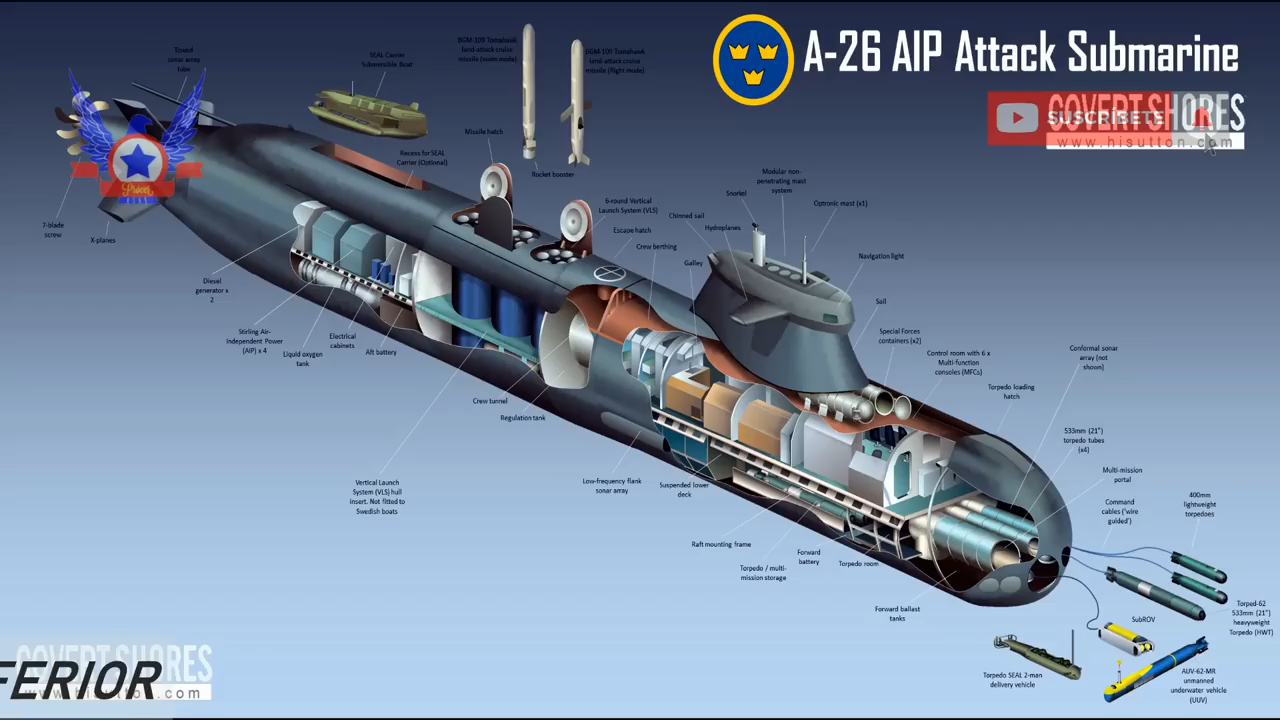 A-26 AIP Attack Submarine
COVERT SHORES
SUSCRÍBETE
www.hisutton.com
Towed
sonar array
tube
SEAL Carrier
Submersible Boat
BGM-109 Tomahawk
land-attack cruise
missile (swim mode)
BGM-109 Tomahawk
land-attack cruise
missile (flight mode)
Missile hatch
Recess for SEAL
Carrier (Optional)
Rocket booster
6-round Vertical
Launch System (VLS)
Escape hatch
Crew berthing
Galley
Chinned sail
Hydroplanes
Snorkel
Modular non-
penetrating mast
system
Optronic mast (x1)
Navigation light
Sail
Special Forces
containers (x2)
Control room with 6 x
Multi-function
consoles (MFCs)
Torpedo loading
hatch
Conformal sonar
array (not
shown)
533mm (21")
torpedo tubes
(x4)
Multi-mission
portal
Command
cables ('wire
guided')
400mm
lightweight
torpedoes
7-blade
screw
X-planes
Diesel
generator x
2
Stirling Air-
Independent Power
(AIP) x 4
Liquid oxygen
tank
Electrical
cabinets
Aft battery
Crew tunnel
Regulation tank
Vertical Launch
System (VLS) hull
insert. Not fitted to
Swedish boats
Low-frequency flank
sonar array
Suspended lower
deck
Raft mounting frame
Torpedo / multi-
mission storage
Forward
battery
Torpedo room
Forward ballast
tanks
Torped-62
533mm (21")
heavyweight
Torpedo (HWT)
SubROV
Torpedo SEAL 2-man
delivery vehicle
AUV-62-MR
unmanned
underwater vehicle
(UUV)
COVERT SHORES
FERIOR
www.hisutton.com